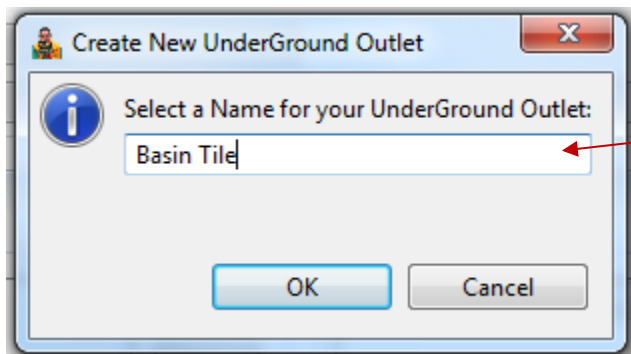 Create New UnderGround Outlet
Select a Name for your UnderGround Outlet:
Basin Tile
OK
Cancel